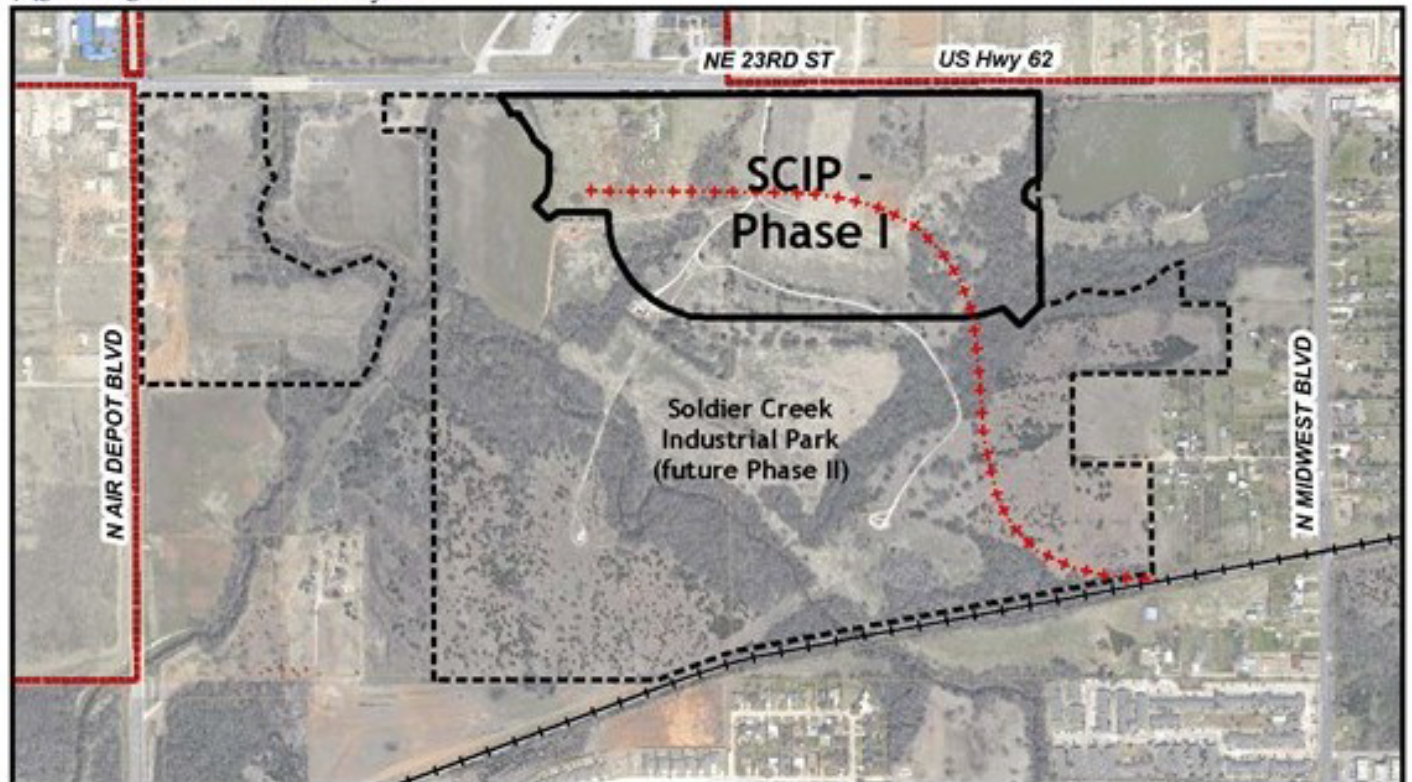 NE 23RD ST
US Hwy 62
SCIP -
Phase I
Soldier Creek
Industrial Park
(future Phase II)
N AIR DEPOT BLVD
N MIDWEST BLVD